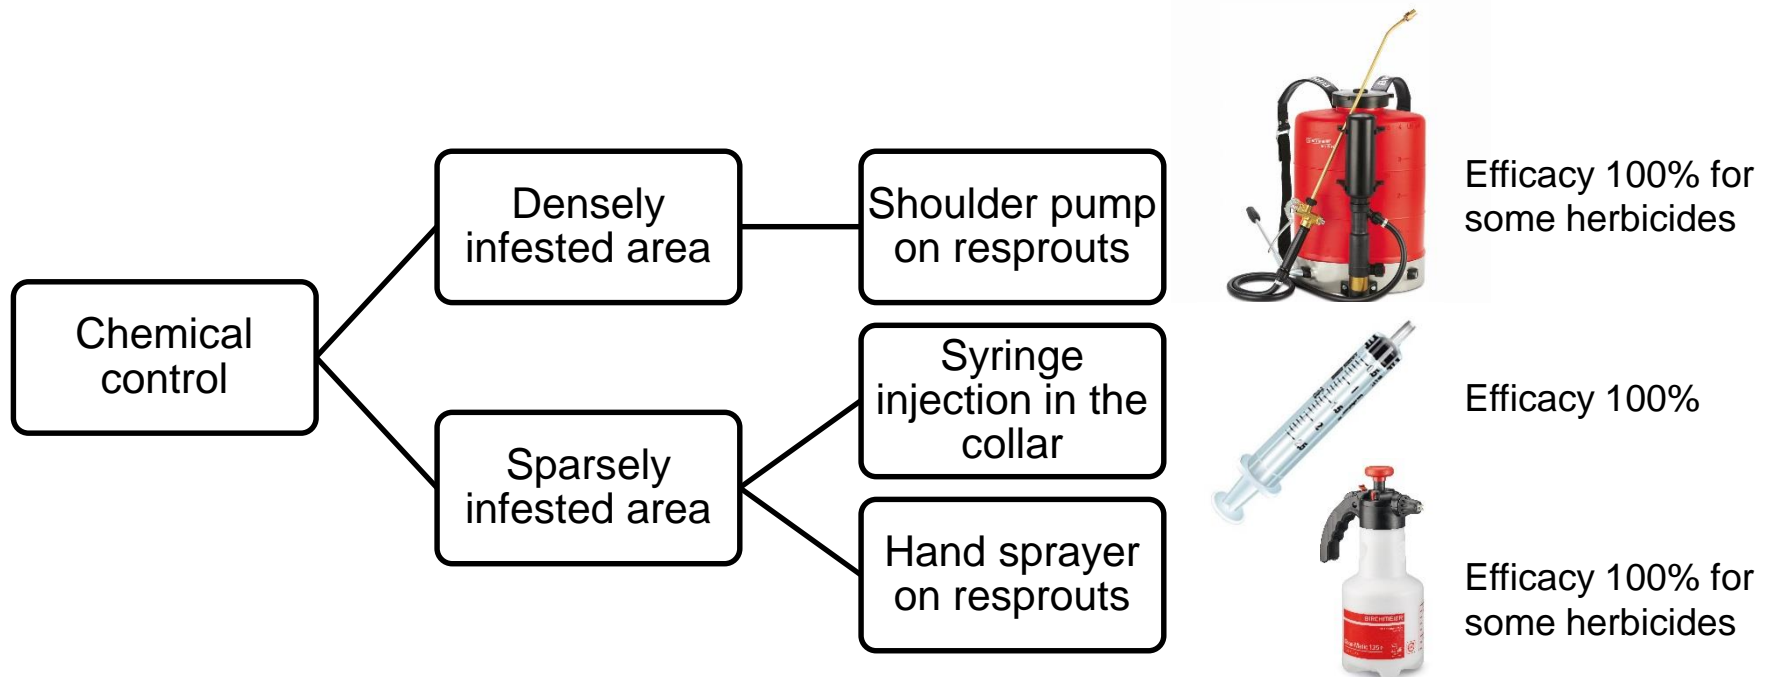 Chemical
control
Densely
infested area
Sparsely
infested area
Shoulder pump
on resprouts
Syringe
injection in the
collar
Hand sprayer
on resprouts
Efficacy 100% for
some herbicides
Efficacy 100%
Efficacy 100% for
some herbicides
BIRCHMEIER